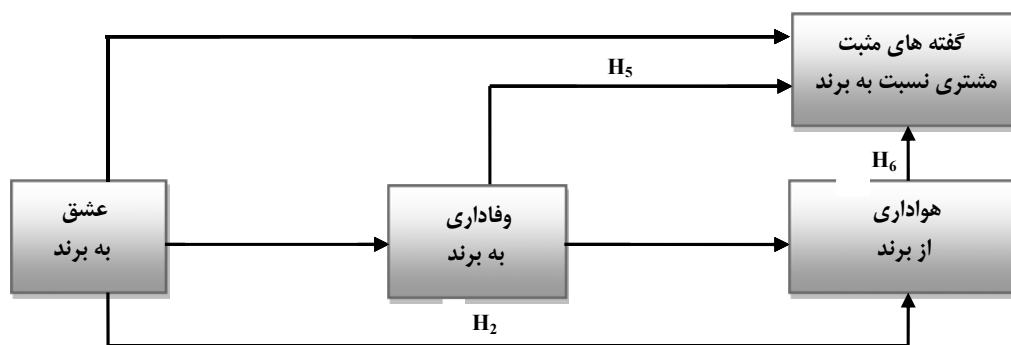 گفته های مثبت
مشتری نسبت به برند
H₅
H₆
عشق
به برند
وفاداری
به برند
هواداری
از برند
H₂